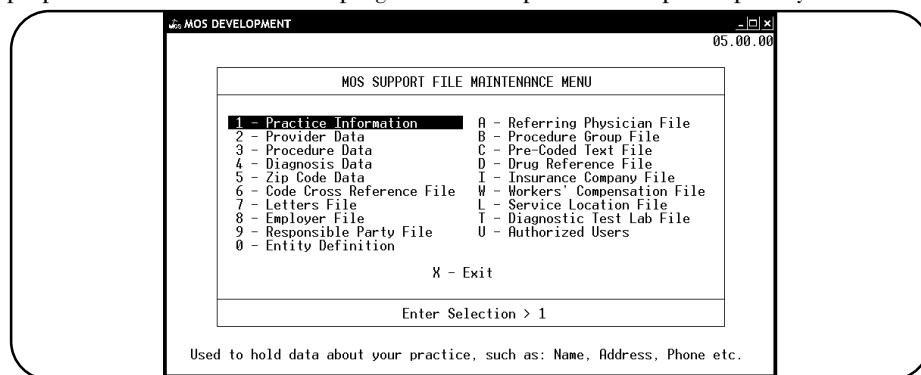 MOS DEVELOPMENT
05.00.00
MOS SUPPORT FILE MAINTENANCE MENU
1 - Practice Information    A - Referring Physician File
2 - Provider Data    B - Procedure Group File
3 - Procedure Data    C - Pre-Coded Text File
4 - Diagnosis Data    D - Drug Reference File
5 - Zip Code Data    I - Insurance Company File
6 - Code Cross Reference File    W - Workers' Compensation File
7 - Letters File    L - Service Location File
8 - Employer File    T - Diagnostic Test Lab File
9 - Responsible Party File    U - Authorized Users
0 - Entity Definition
X - Exit
Enter Selection > 1
Used to hold data about your practice, such as: Name, Address, Phone etc.